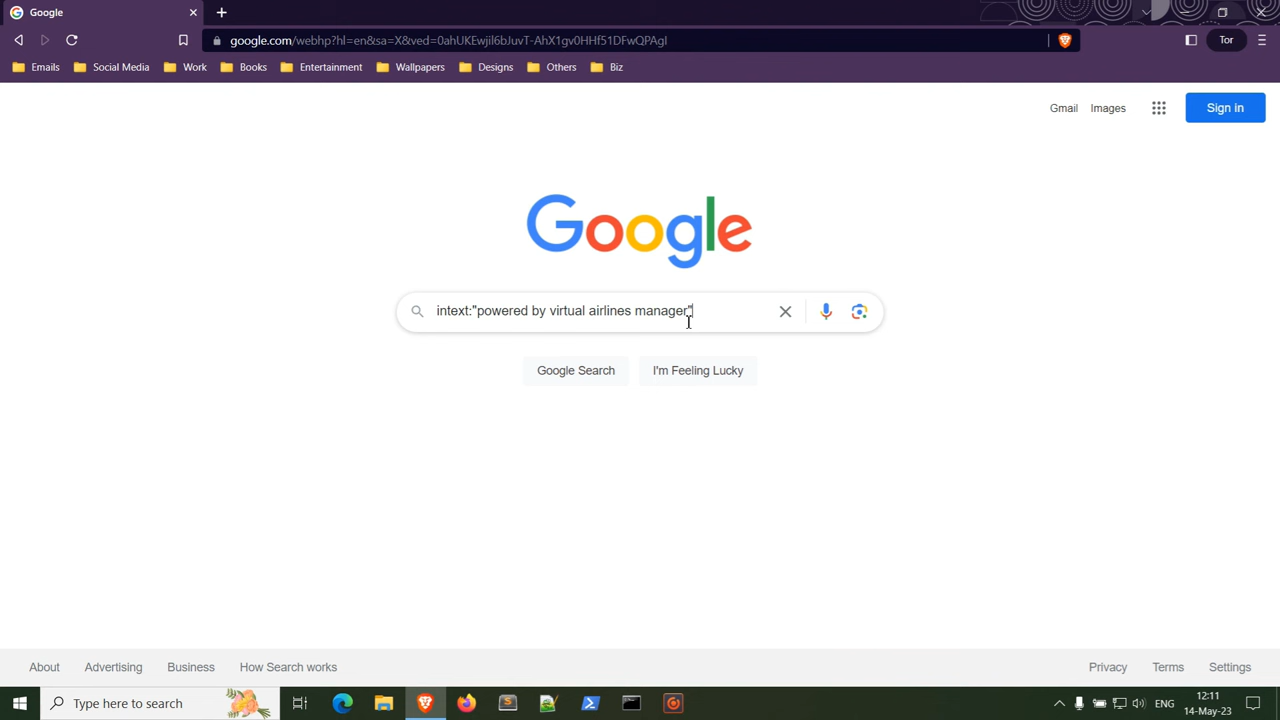 Google
google.com/webhp?hl=en&sa=X&ved=0ahUKEwjil6bJuvT-AhX1gv0HHf51DFwQPAgI
Tor
Emails Social Media Work Books Entertainment Wallpapers Designs Others Biz
Gmail Images Sign in
Google
intext:"powered by virtual airlines manager"
Google Search I'm Feeling Lucky
About Advertising Business How Search works Privacy Terms Settings
Type here to search
ENG
12:11
14-May-23